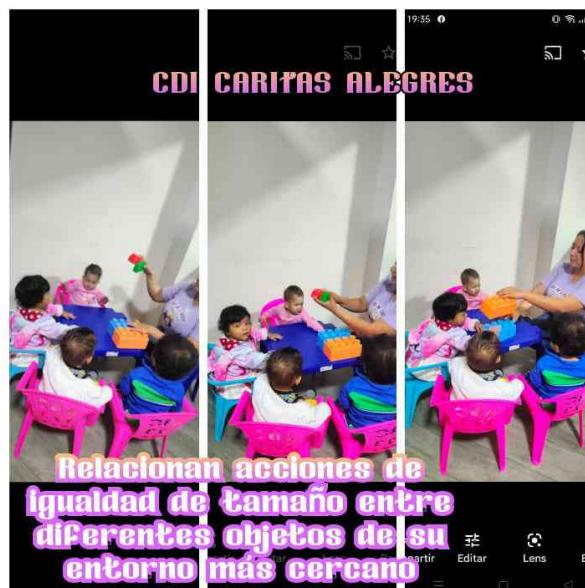 19:35
CDI CARITAS ALEGRES
Relacionan acciones de
igualdad de tamaño entre
diferentes objetos de su
entorno más cercano
partir Editar Lens